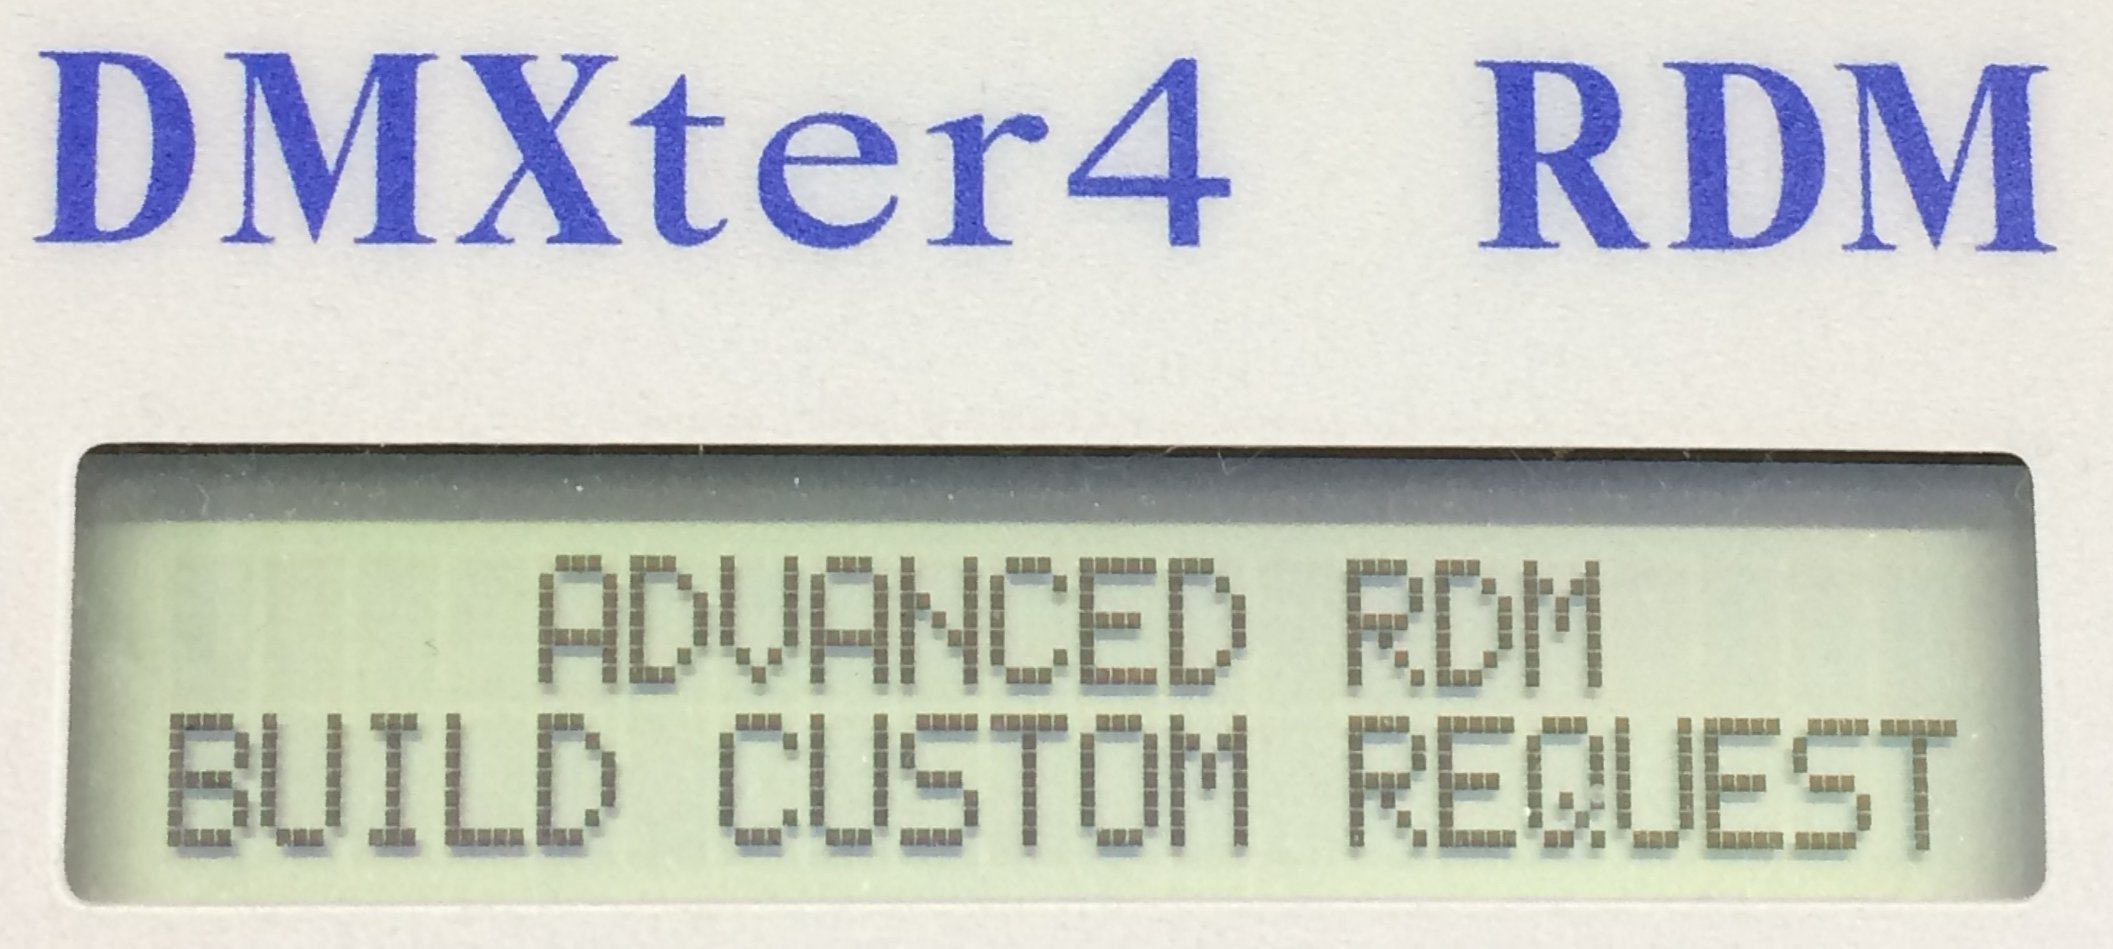 DMXter4 RDM
ADVANCED RDM
BUILD CUSTOM REQUEST